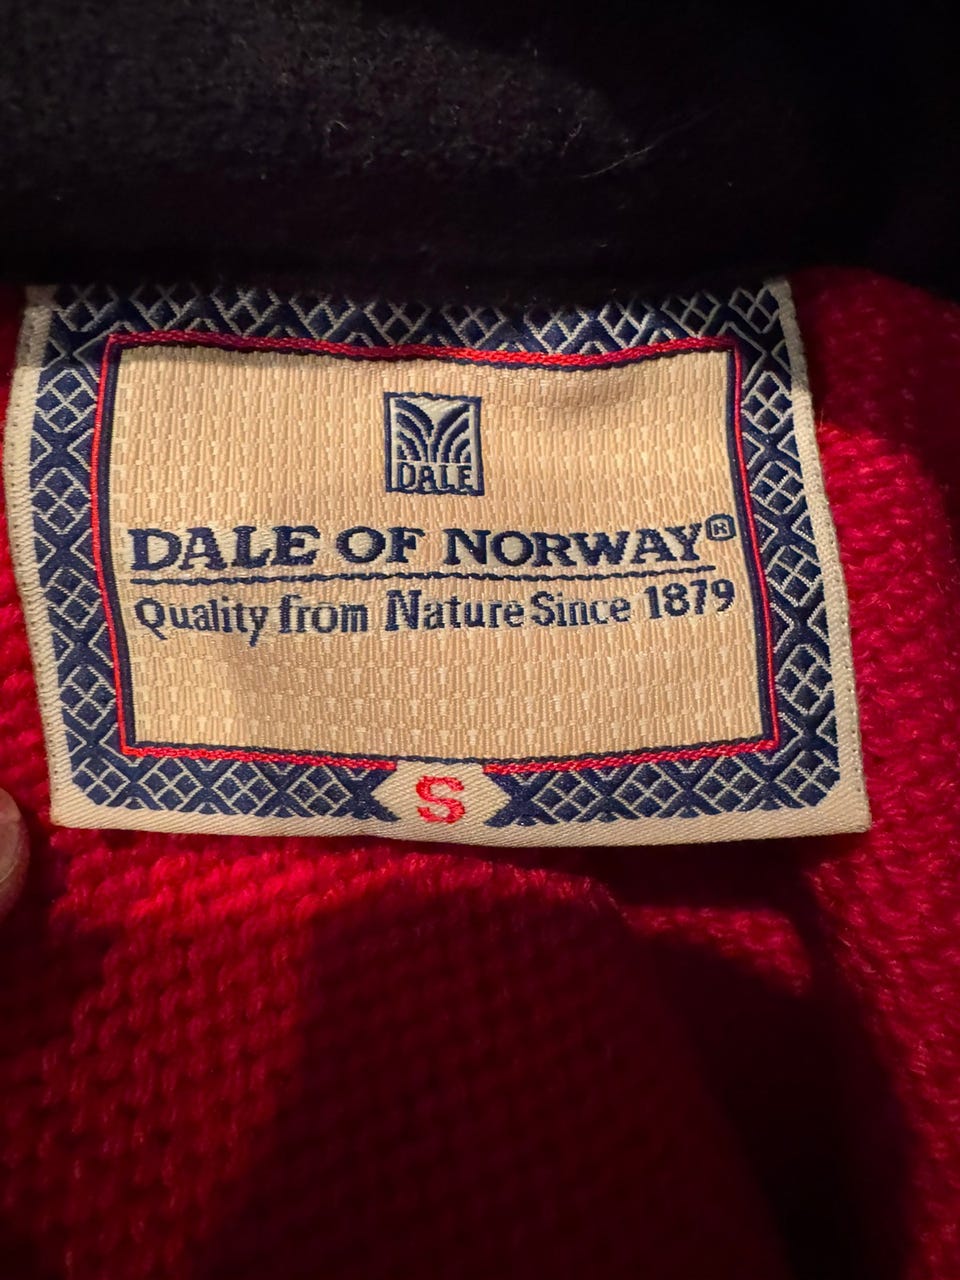 DALE
DALE OF NORWAY®
Quality from Nature Since 1879
S